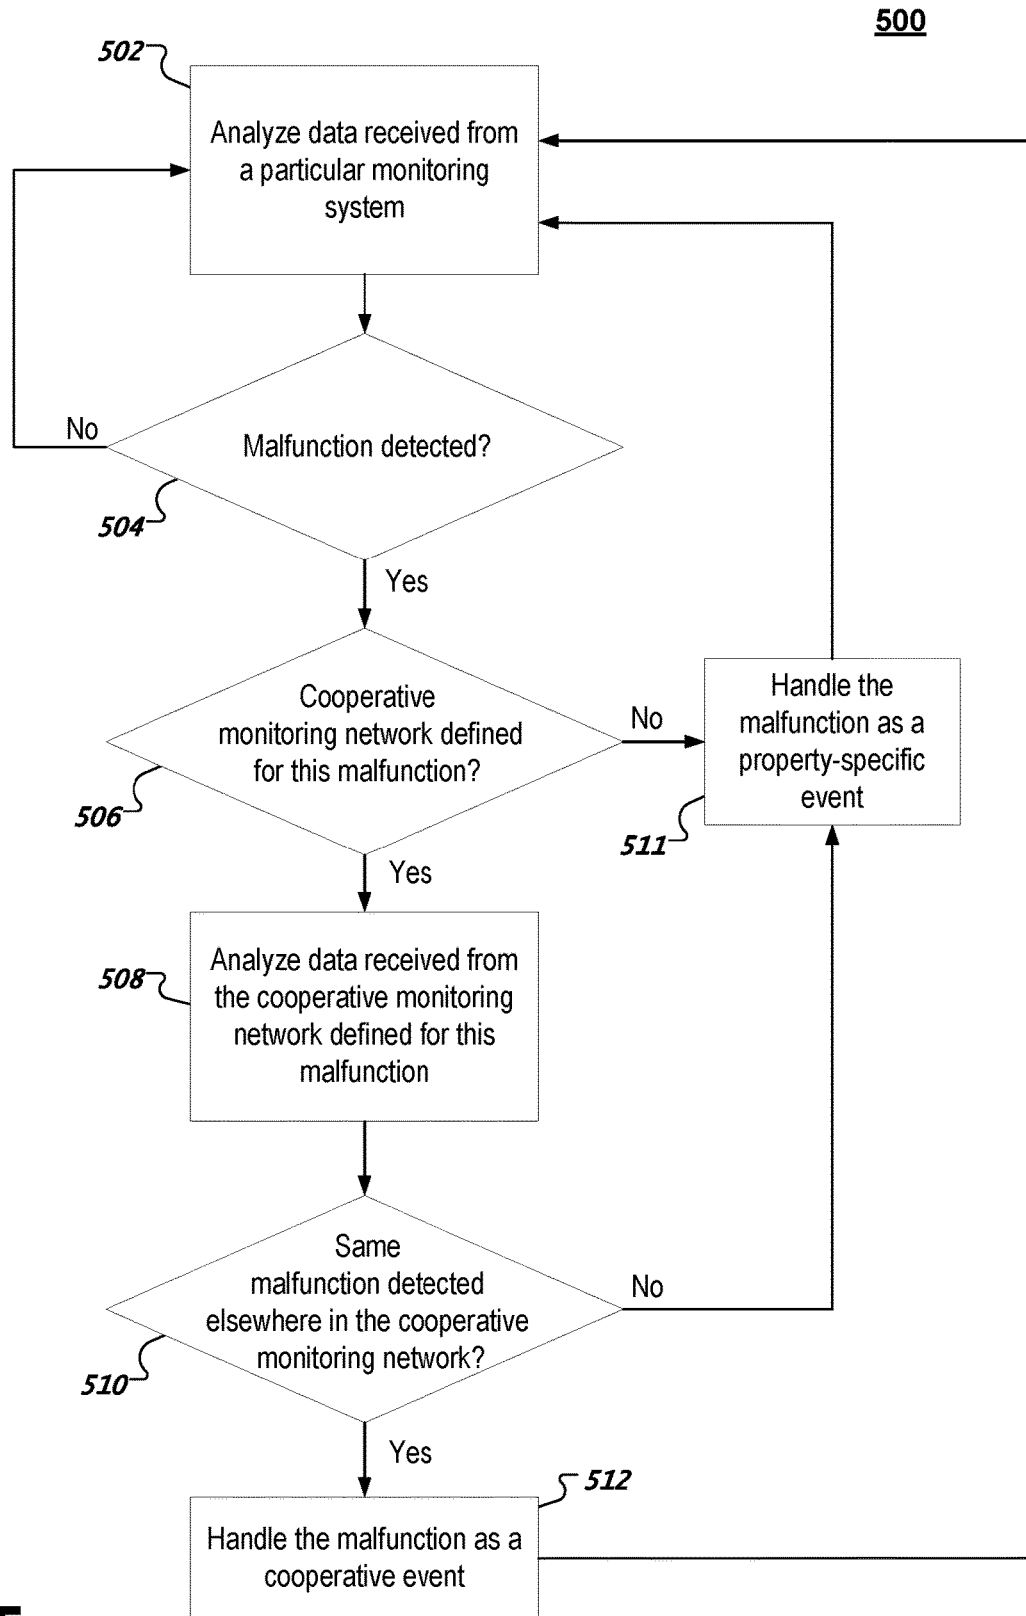 500
502
Analyze data received from
a particular monitoring
system
No
Malfunction detected?
504
Yes
Cooperative
monitoring network defined
for this malfunction?
No
506
Handle the
malfunction as a
property-specific
event
511
Yes
508
Analyze data received from
the cooperative monitoring
network defined for this
malfunction
Same
malfunction detected
elsewhere in the cooperative
monitoring network?
No
510
Yes
512
Handle the malfunction as a
cooperative event